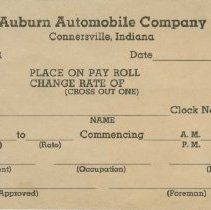 Auburn Automobile Company
Connersville, Indiana
Date
PLACE ON PAY ROLL
CHANGE RATE OF
(CROSS OUT ONE)
Clock No
NAME
to Commencing A. M.
(Rate) P. M.
(Occupation)
Approved) (Foreman)